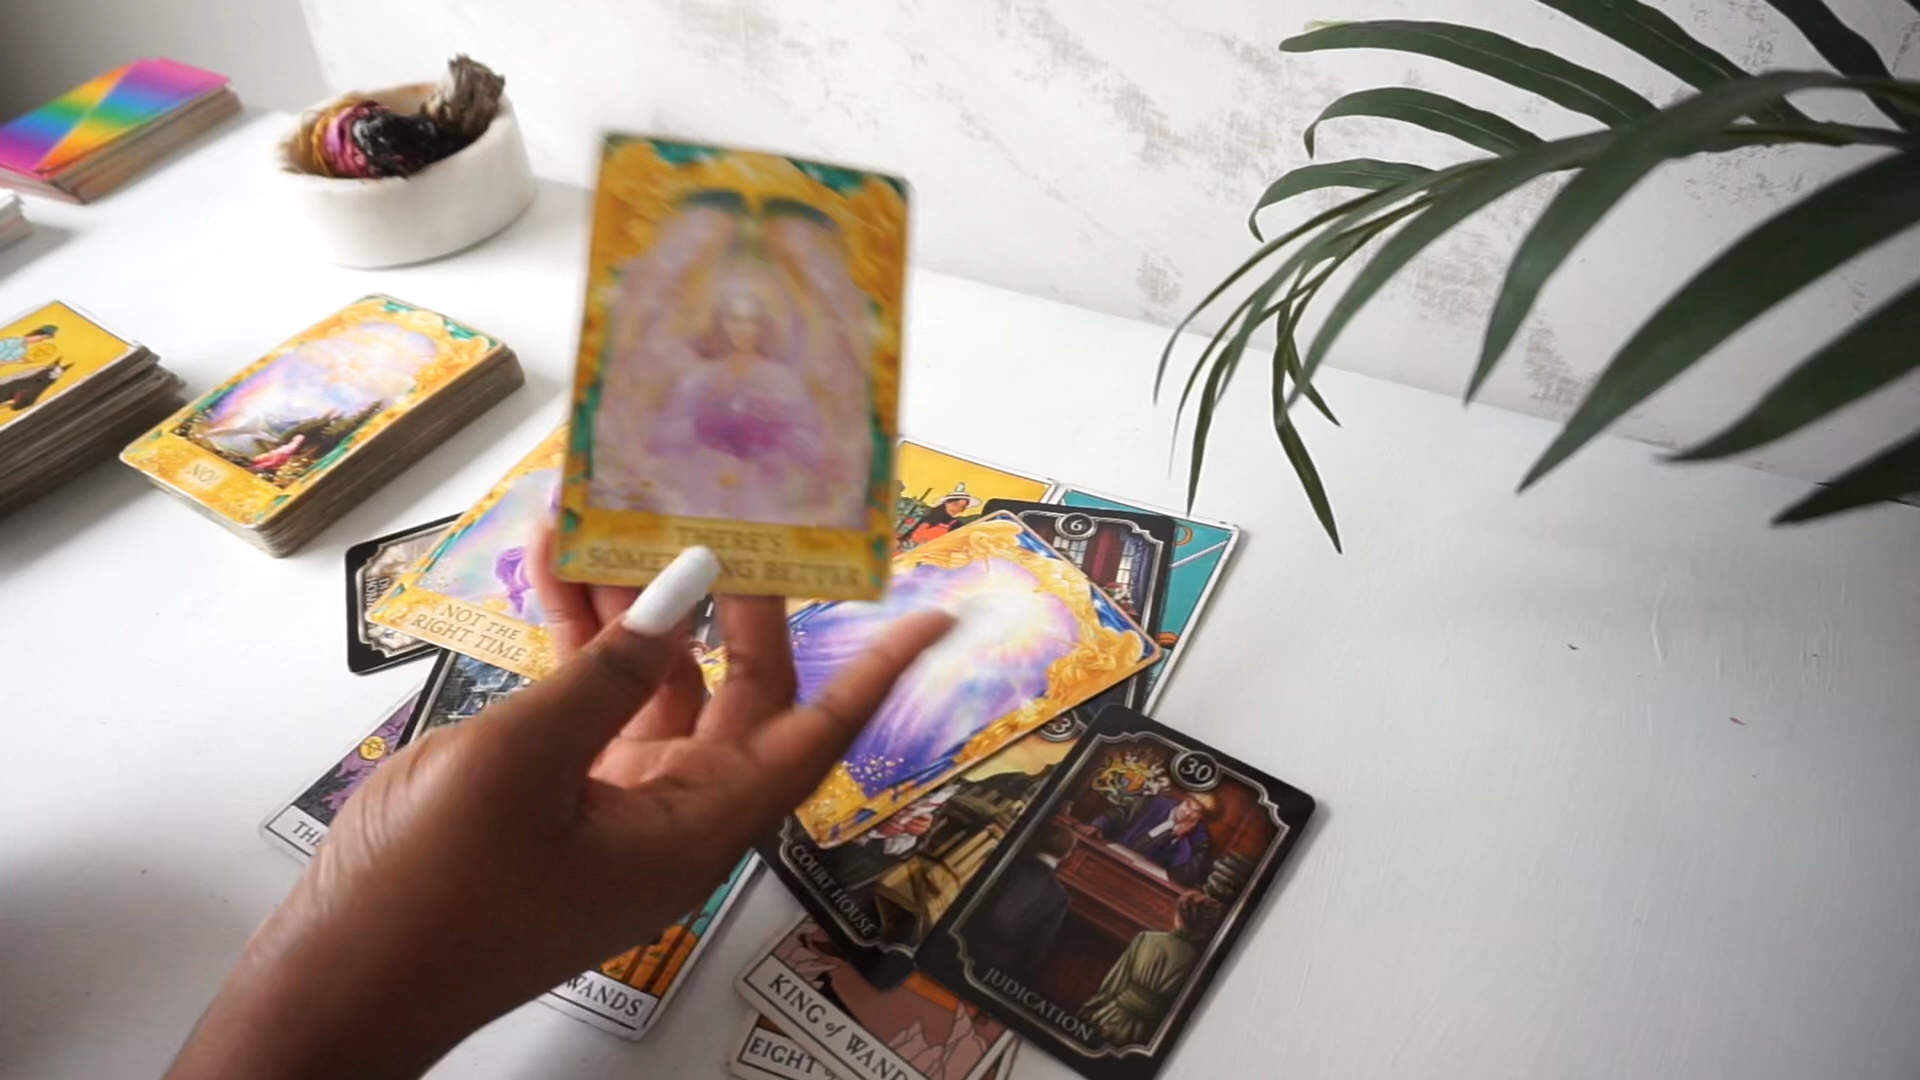 NO!
THERE'S
SOMETHING BETTER
NOT THE
RIGHT TIME
6
30
COURT HOUSE
JUDICATION
WANDS
KING of WANDS
EIGHT of